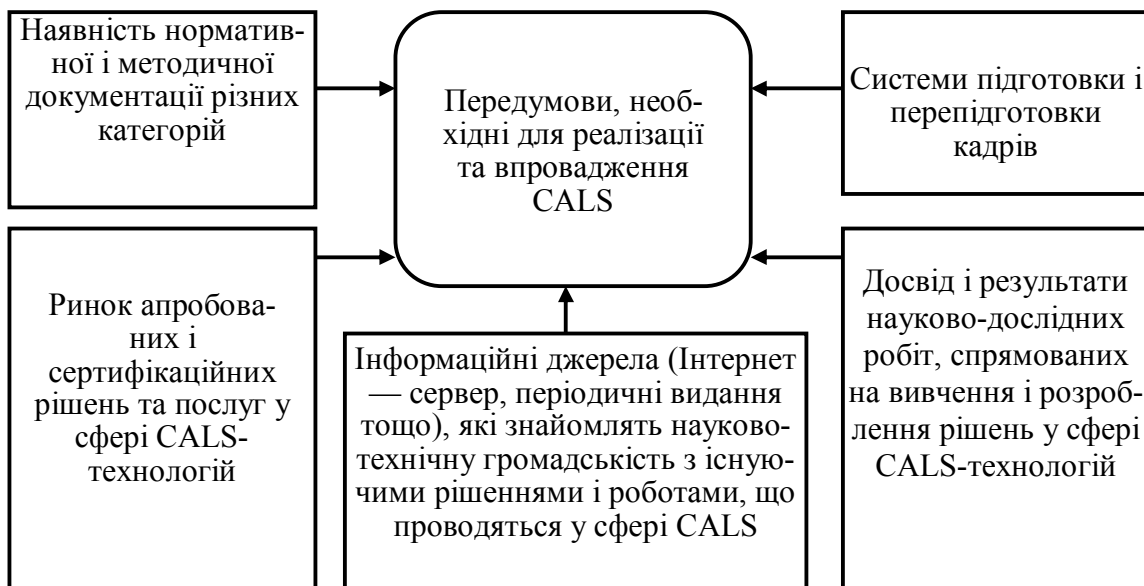 Наявність норматив-
ної і методичної
документації різних
категорій
Передумови, необ-
хідні для реалізації
та впровадження
CALS
Системи підготовки і
перепідготовки
кадрів
Ринок апробова-
них і
сертифікаційних
рішень та послуг у
сфері CALS-
технологій
Інформаційні джерела (Інтернет
— сервер, періодичні видання
тощо), які знайомлять науково-
технічну громадськість з існую-
чими рішеннями і роботами, що
проводяться у сфері CALS
Досвід і результати
науково-дослідних
робіт, спрямованих
на вивчення і розроб-
лення рішень у сфері
CALS-технологій